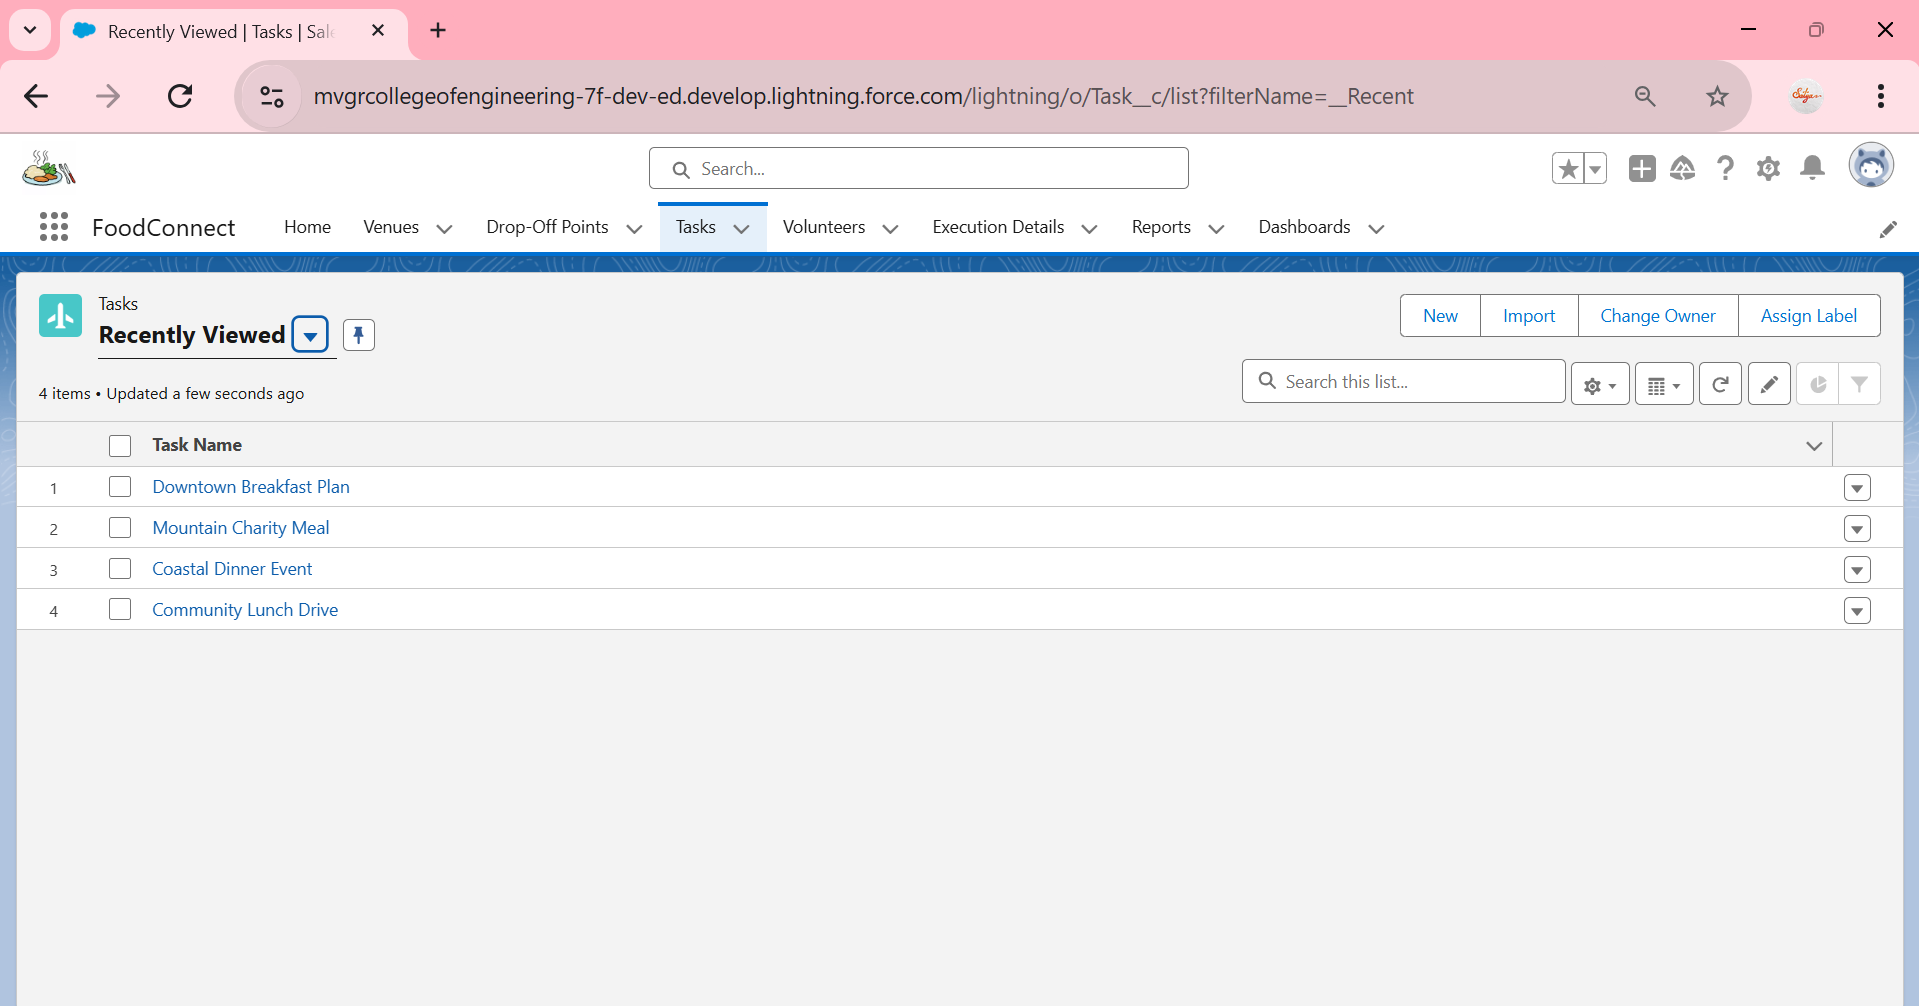 Recently Viewed | Tasks | Sale
mvgrcollegeofengineering-7f-dev-ed.develop.lightning.force.com/lightning/o/Task__c/list?filterName=__Recent
Search...
FoodConnect
Home
Venues
Drop-Off Points
Tasks
Volunteers
Execution Details
Reports
Dashboards
Tasks
Recently Viewed
New
Import
Change Owner
Assign Label
4 items • Updated a few seconds ago
Search this list...
Task Name
1 Downtown Breakfast Plan
2 Mountain Charity Meal
3 Coastal Dinner Event
4 Community Lunch Drive